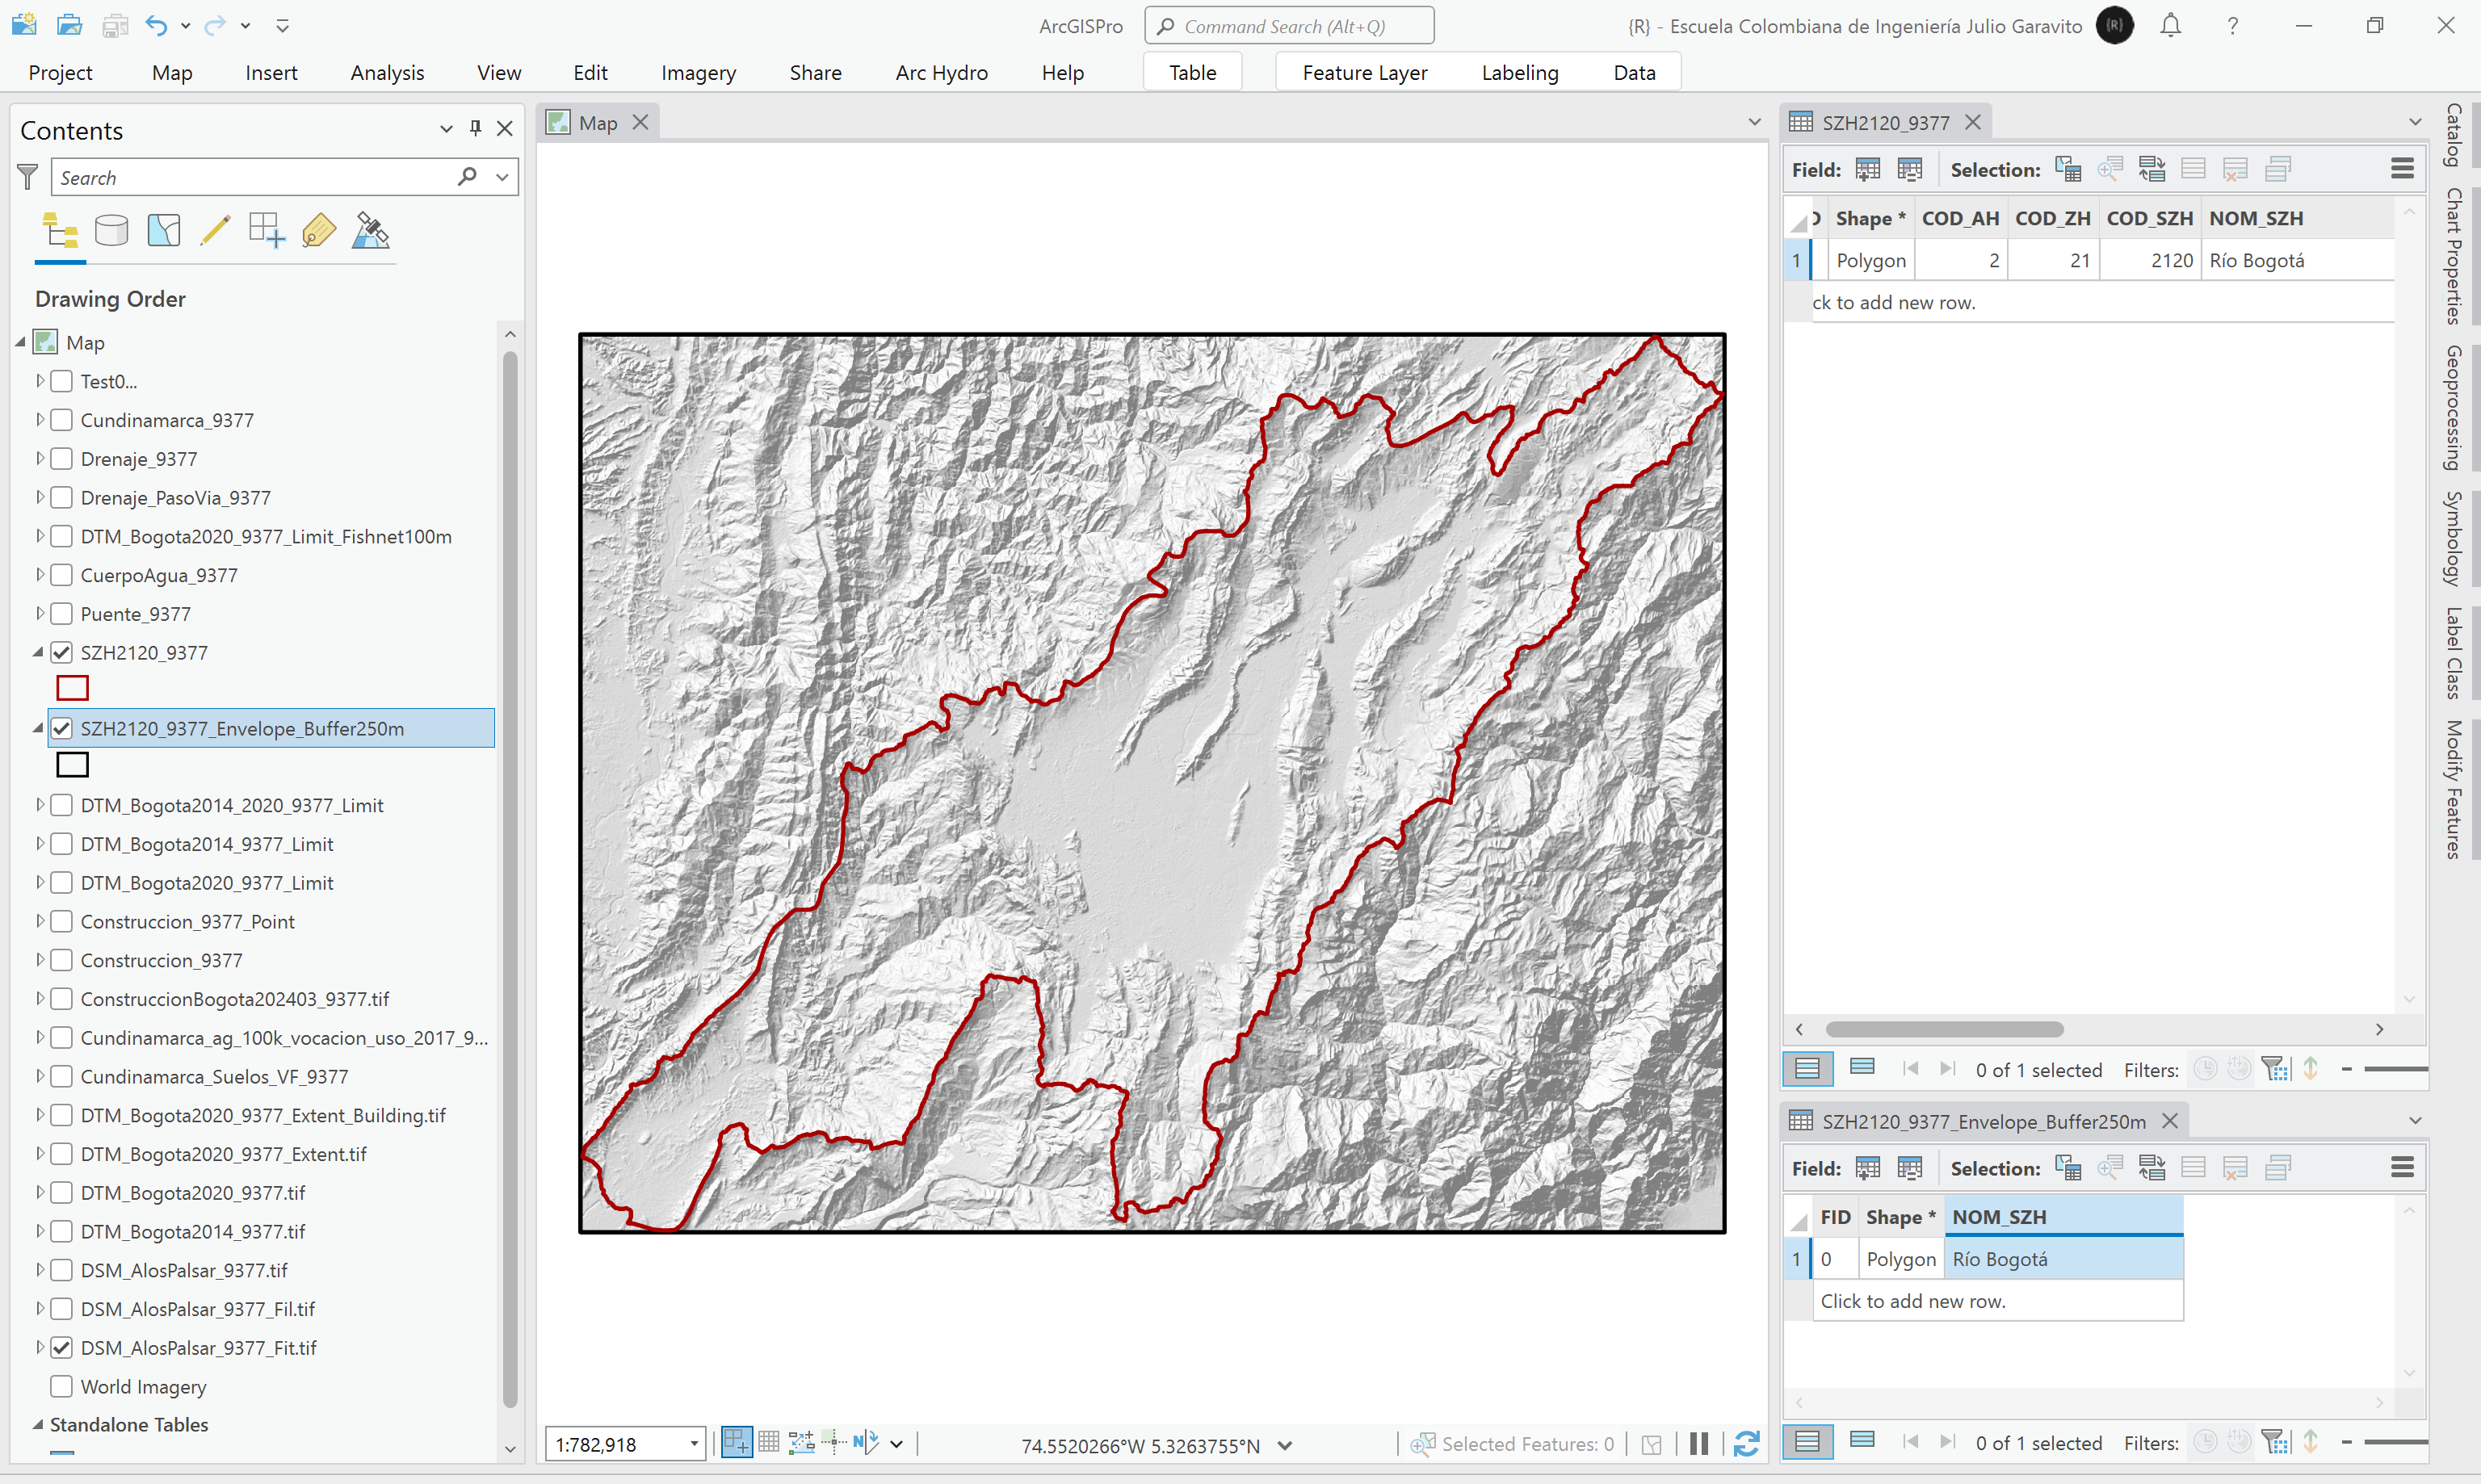 ArcGISPro
Command Search (Alt+Q)
{R} - Escuela Colombiana de Ingeniería Julio Garavito
{R}
?
Project Map Insert Analysis View Edit Imagery Share Arc Hydro Help Table Feature Layer Labeling Data
Contents
Search
Drawing Order
Map
Test0...
Cundinamarca_9377
Drenaje_9377
Drenaje_PasoVia_9377
DTM_Bogota2020_9377_Limit_Fishnet100m
CuerpoAgua_9377
Puente_9377
SZH2120_9377
SZH2120_9377_Envelope_Buffer250m
DTM_Bogota2014_2020_9377_Limit
DTM_Bogota2014_9377_Limit
DTM_Bogota2020_9377_Limit
Construccion_9377_Point
Construccion_9377
ConstruccionBogota202403_9377.tif
Cundinamarca_ag_100k_vocacion_uso_2017_9...
Cundinamarca_Suelos_VF_9377
DTM_Bogota2020_9377_Extent_Building.tif
DTM_Bogota2020_9377_Extent.tif
DTM_Bogota2020_9377.tif
DTM_Bogota2014_9377.tif
DSM_AlosPalsar_9377.tif
DSM_AlosPalsar_9377_Fil.tif
DSM_AlosPalsar_9377_Fit.tif
World Imagery
Standalone Tables
Map
1:782,918
N
74.5520266°W 5.3263755°N
Selected Features: 0
SZH2120_9377
Field: Selection:
D Shape * COD_AH COD_ZH COD_SZH NOM_SZH
1 Polygon 2 21 2120 Río Bogotá
ck to add new row.
0 of 1 selected Filters:
SZH2120_9377_Envelope_Buffer250m
Field: Selection:
FID Shape * NOM_SZH
1 0 Polygon Río Bogotá
Click to add new row.
0 of 1 selected Filters:
Catalog
Chart Properties
Geoprocessing
Symbology
Label Class
Modify Features